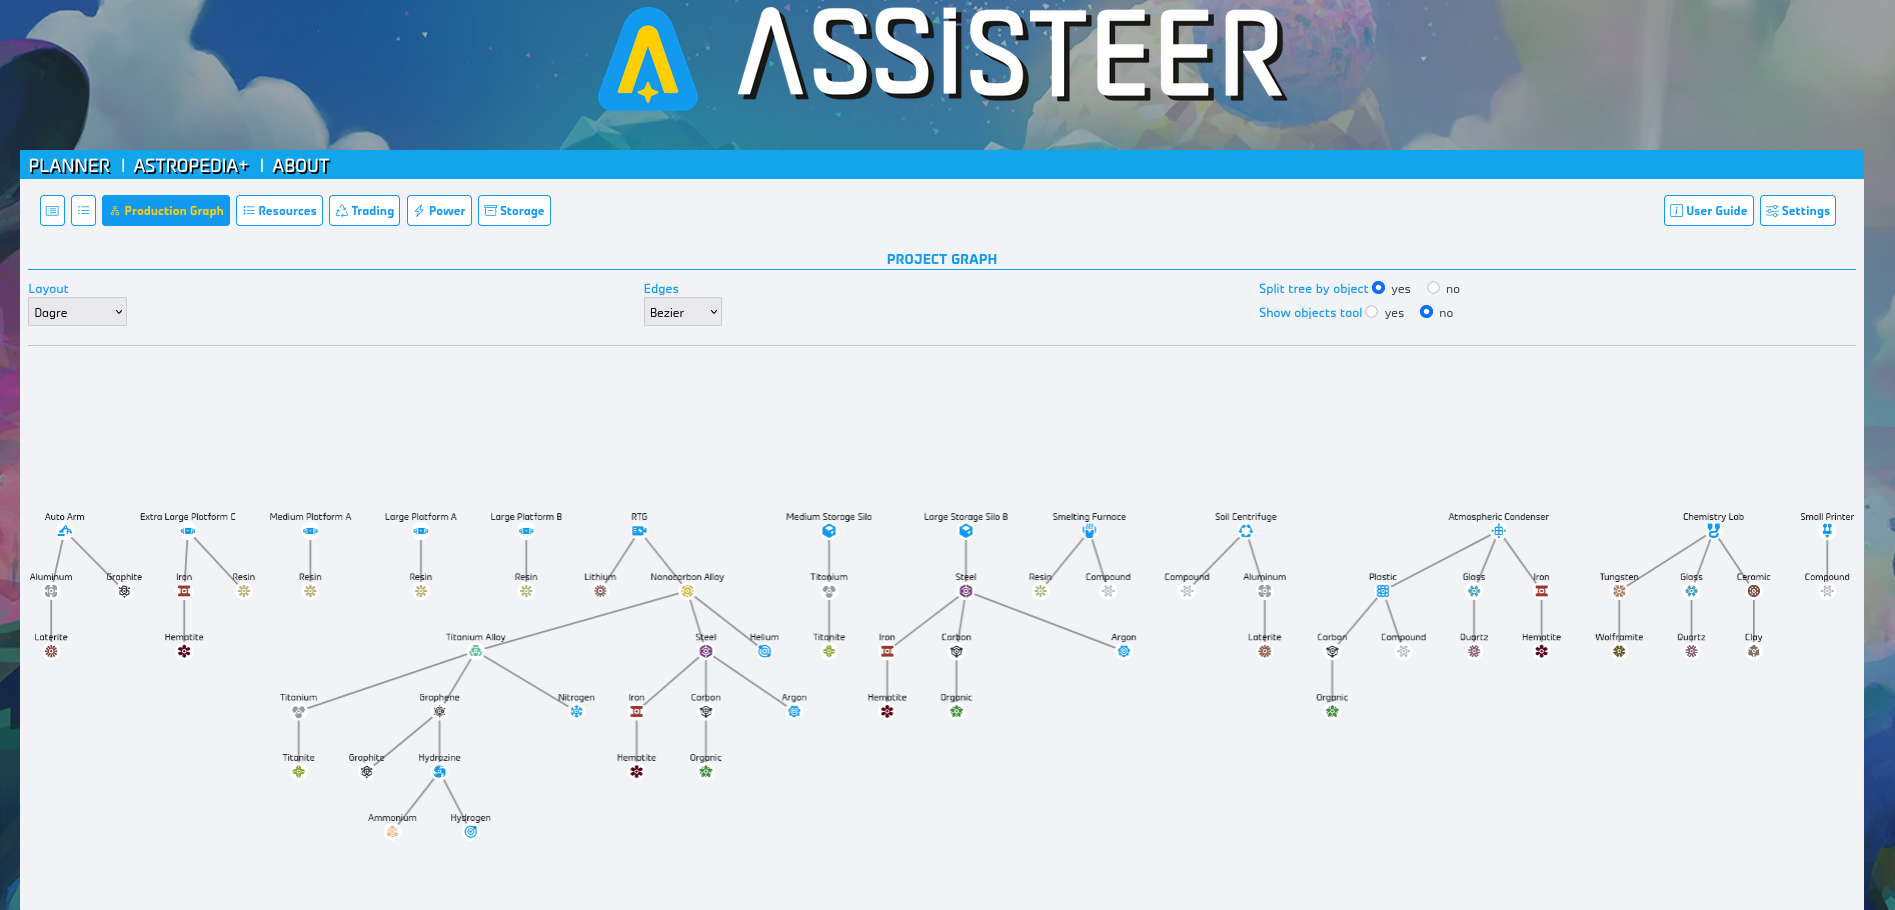 ASSiSTEER
PLANNER | ASTROPEDIA+ | ABOUT
Production Graph Resources Trading Power Storage User Guide Settings
PROJECT GRAPH
Layout Edges Split tree by object yes no
Dagre Bezier Show objects tool yes no
Auto Arm Extra Large Platform C Medium Platform A Large Platform A Large Platform B RTG Medium Storage Silo Large Storage Silo B Smelting Furnace Soil Centrifuge Atmospheric Condenser Chemistry Lab Small Printer
Aluminum Graphite Iron Resin Resin Resin Resin Lithium Nanocarbon Alloy Titanium Steel Resin Compound Compound Aluminum Plastic Glass Iron Tungsten Glass Ceramic Compound
Laterite Hematite Titanium Alloy Steel Helium Titanite Iron Carbon Argon Laterite Carbon Compound Quartz Hematite Wolframite Quartz Clay
Titanium Graphene Nitrogen Iron Carbon Argon Hematite Organic Organic
Titanite Graphite Hydrazine Hematite Organic
Ammonium Hydrogen